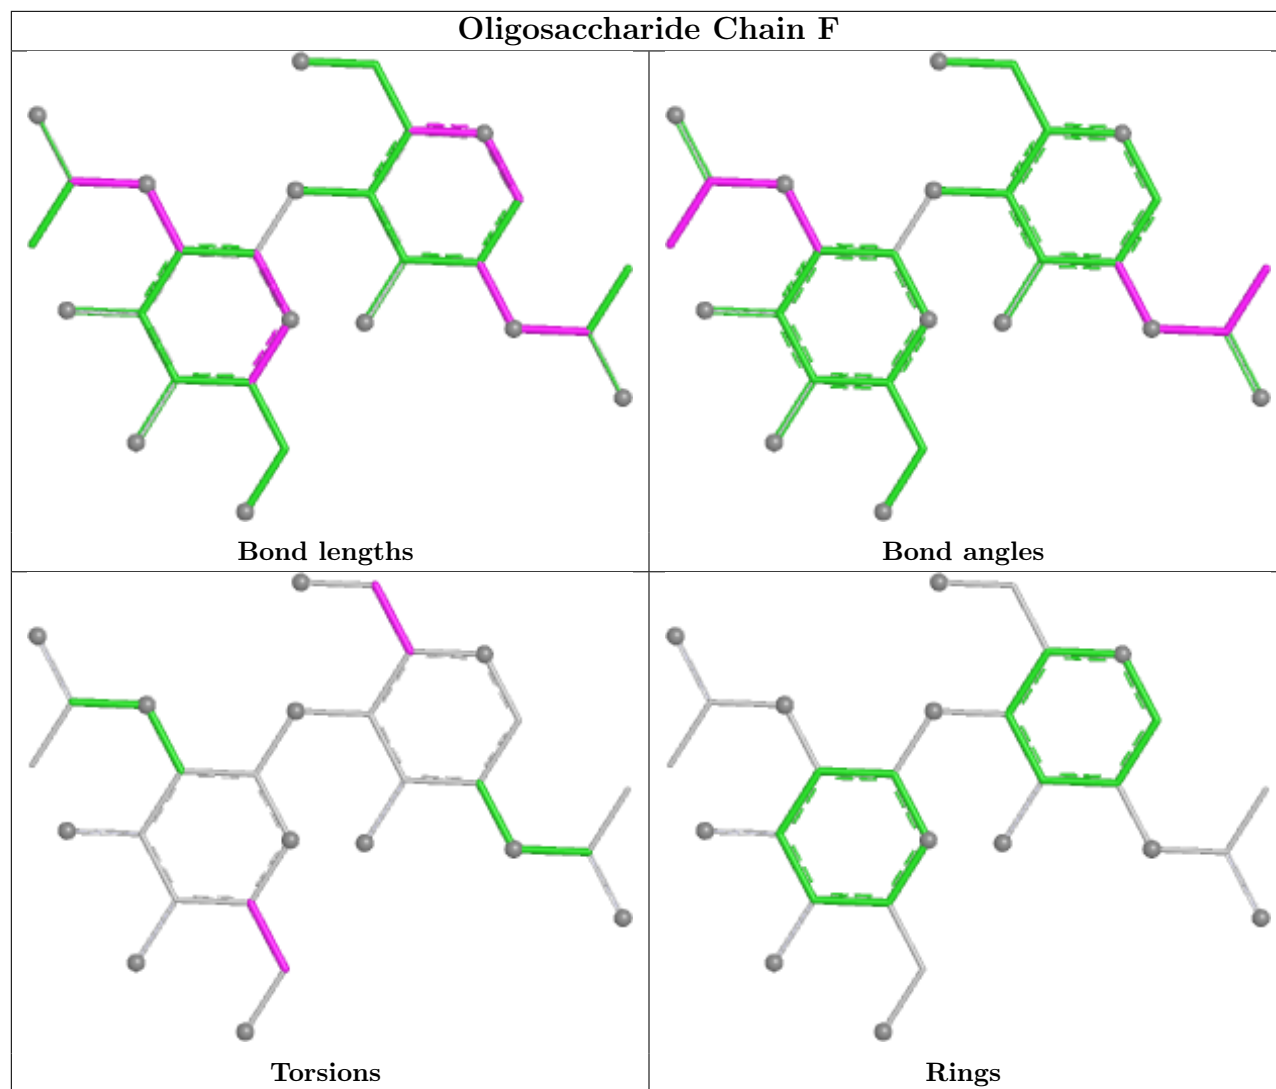 Oligosaccharide Chain F
Bond lengths
Bond angles
Torsions
Rings